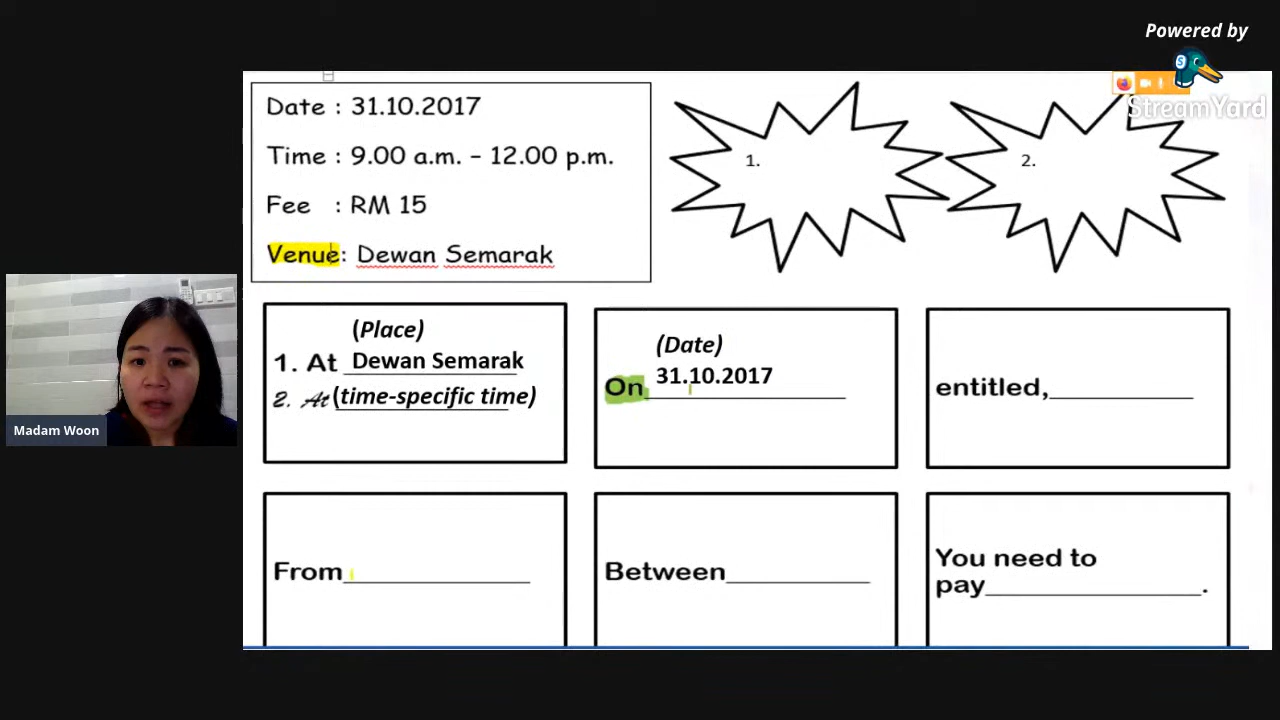 Powered by
StreamYard
Date : 31.10.2017
Time : 9.00 a.m. – 12.00 p.m.
Fee : RM 15
Venue: Dewan Semarak
1.
2.
(Place)
1. At Dewan Semarak
2. At (time-specific time)
(Date)
On 31.10.2017
entitled,
From
Between
You need to
pay .
Madam Woon